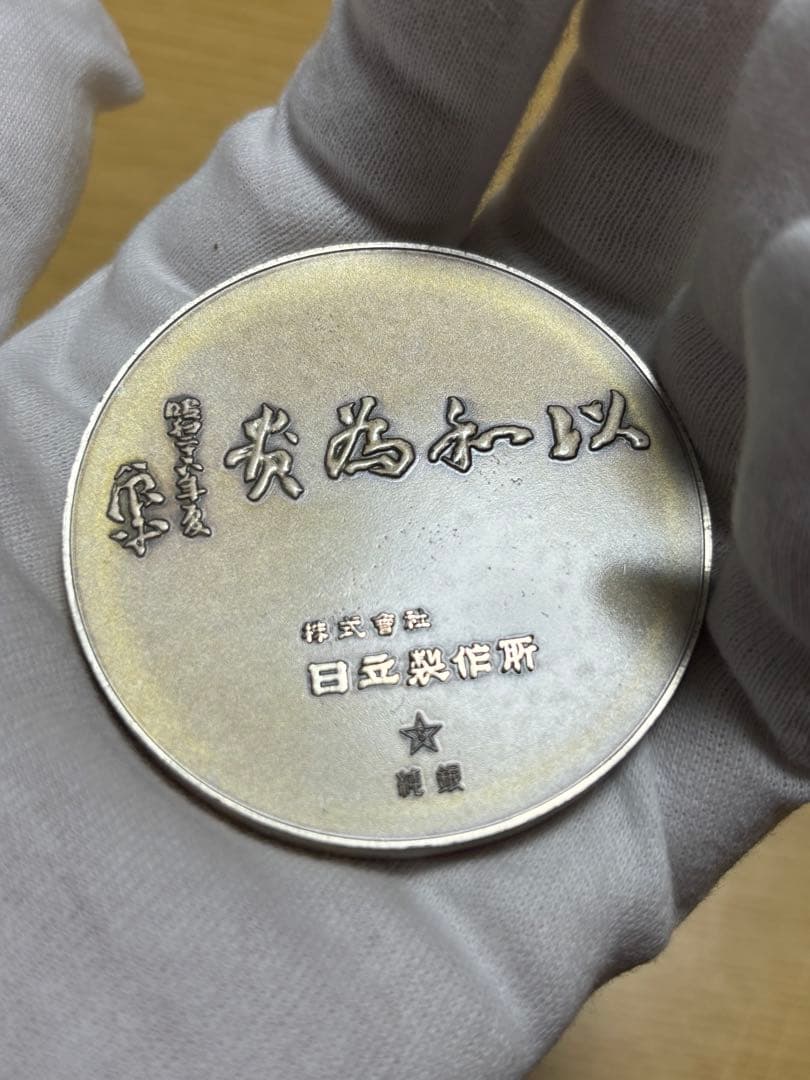 以和為貴
株式會社
日立製作所
純銀